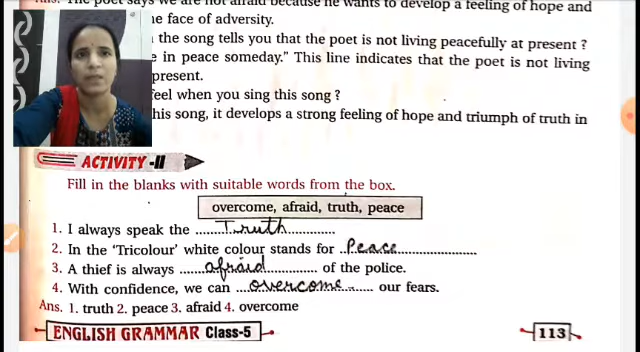 The poet says we are not afraid because he wants to develop a feeling of hope and
he face of adversity.
the song tells you that the poet is not living peacefully at present ?
e in peace someday." This line indicates that the poet is not living
present.
feel when you sing this song ?
his song, it develops a strong feeling of hope and triumph of truth in
ACTIVITY -II
Fill in the blanks with suitable words from the box.
overcome, afraid, truth, peace
1. I always speak the ......Truth............
2. In the 'Tricolour' white colour stands for ..Peace......................
3. A thief is always .......afraid............. of the police.
4. With confidence, we can ....overcome...... our fears.
Ans. 1. truth 2. peace 3. afraid 4. overcome
ENGLISH GRAMMAR Class-5
113